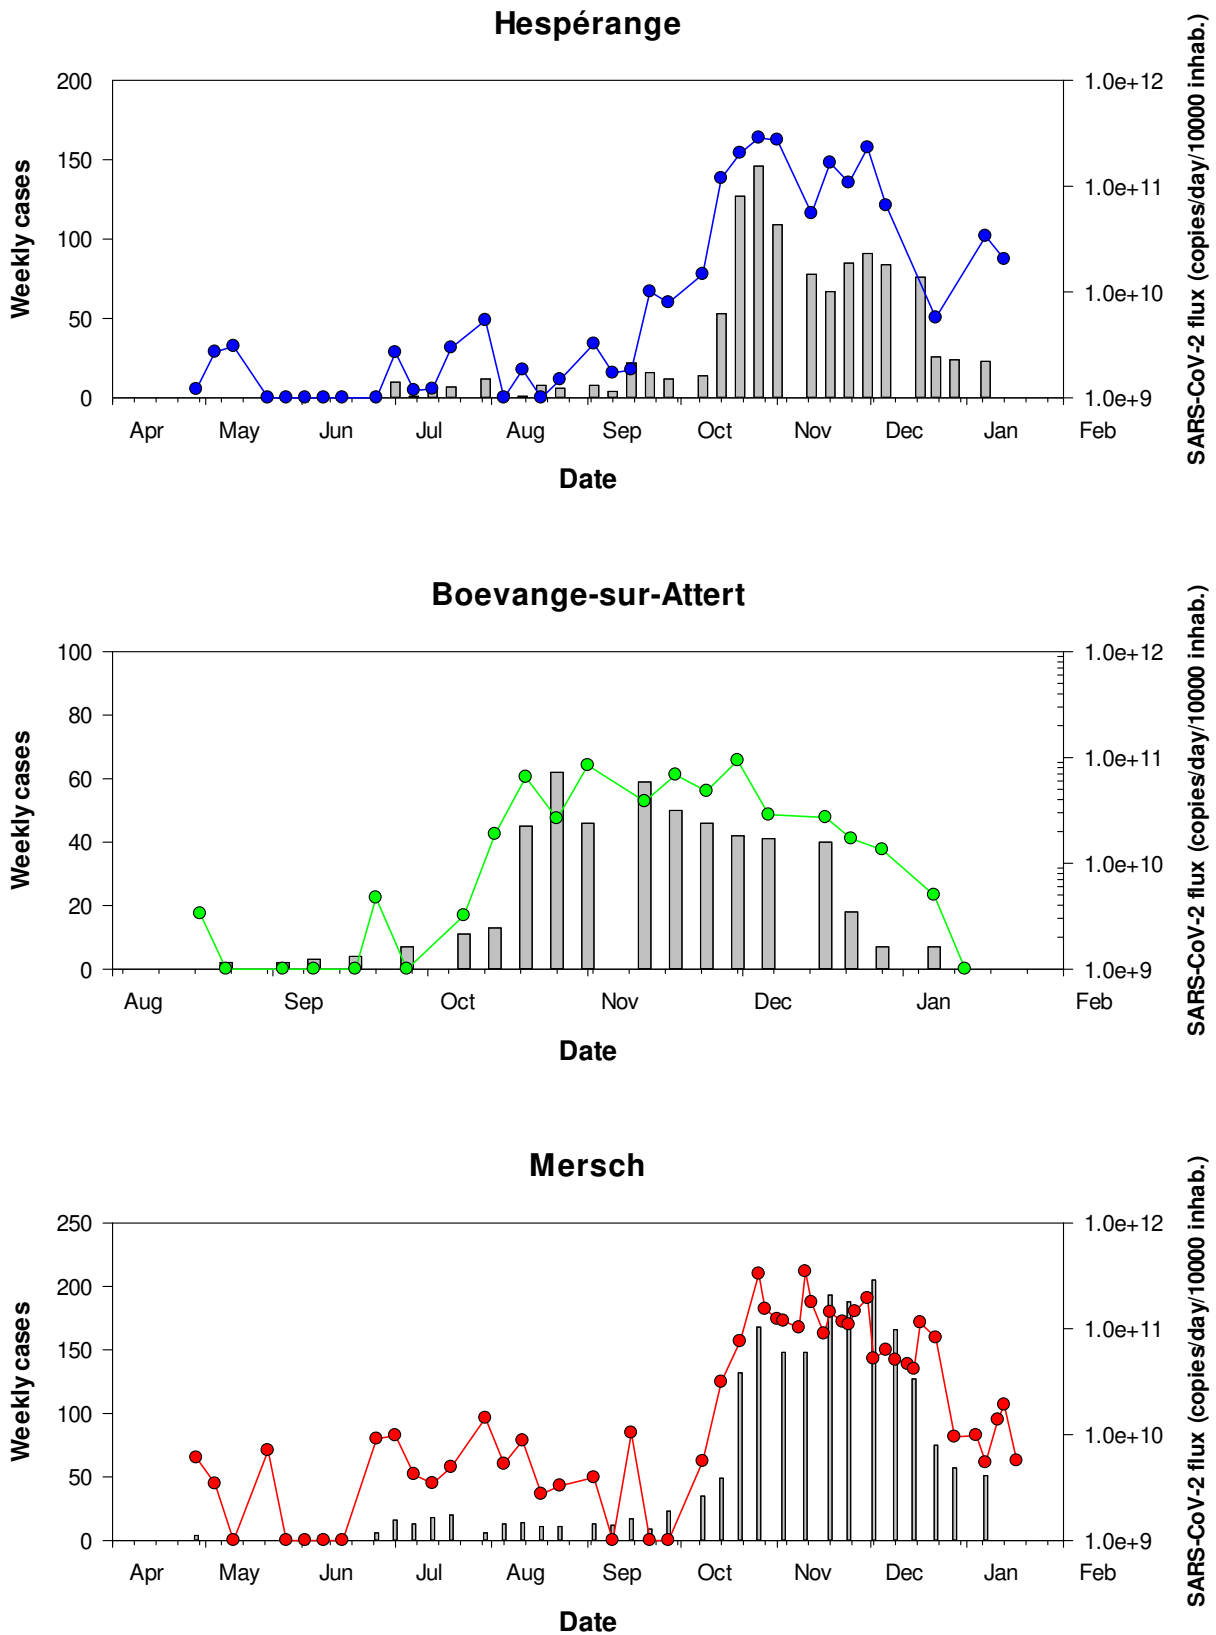 Hespérange
200
150
100
50
0
Weekly cases
1.0e+12
1.0e+11
1.0e+10
1.0e+9
SARS-CoV-2 flux (copies/day/10000 inhab.)
Apr May Jun Jul Aug Sep Oct Nov Dec Jan Feb
Date
Boevange-sur-Attert
100
80
60
40
20
0
Weekly cases
1.0e+12
1.0e+11
1.0e+10
1.0e+9
SARS-CoV-2 flux (copies/day/10000 inhab.)
Aug Sep Oct Nov Dec Jan Feb
Date
Mersch
250
200
150
100
50
0
Weekly cases
1.0e+12
1.0e+11
1.0e+10
1.0e+9
SARS-CoV-2 flux (copies/day/10000 inhab.)
Apr May Jun Jul Aug Sep Oct Nov Dec Jan Feb
Date